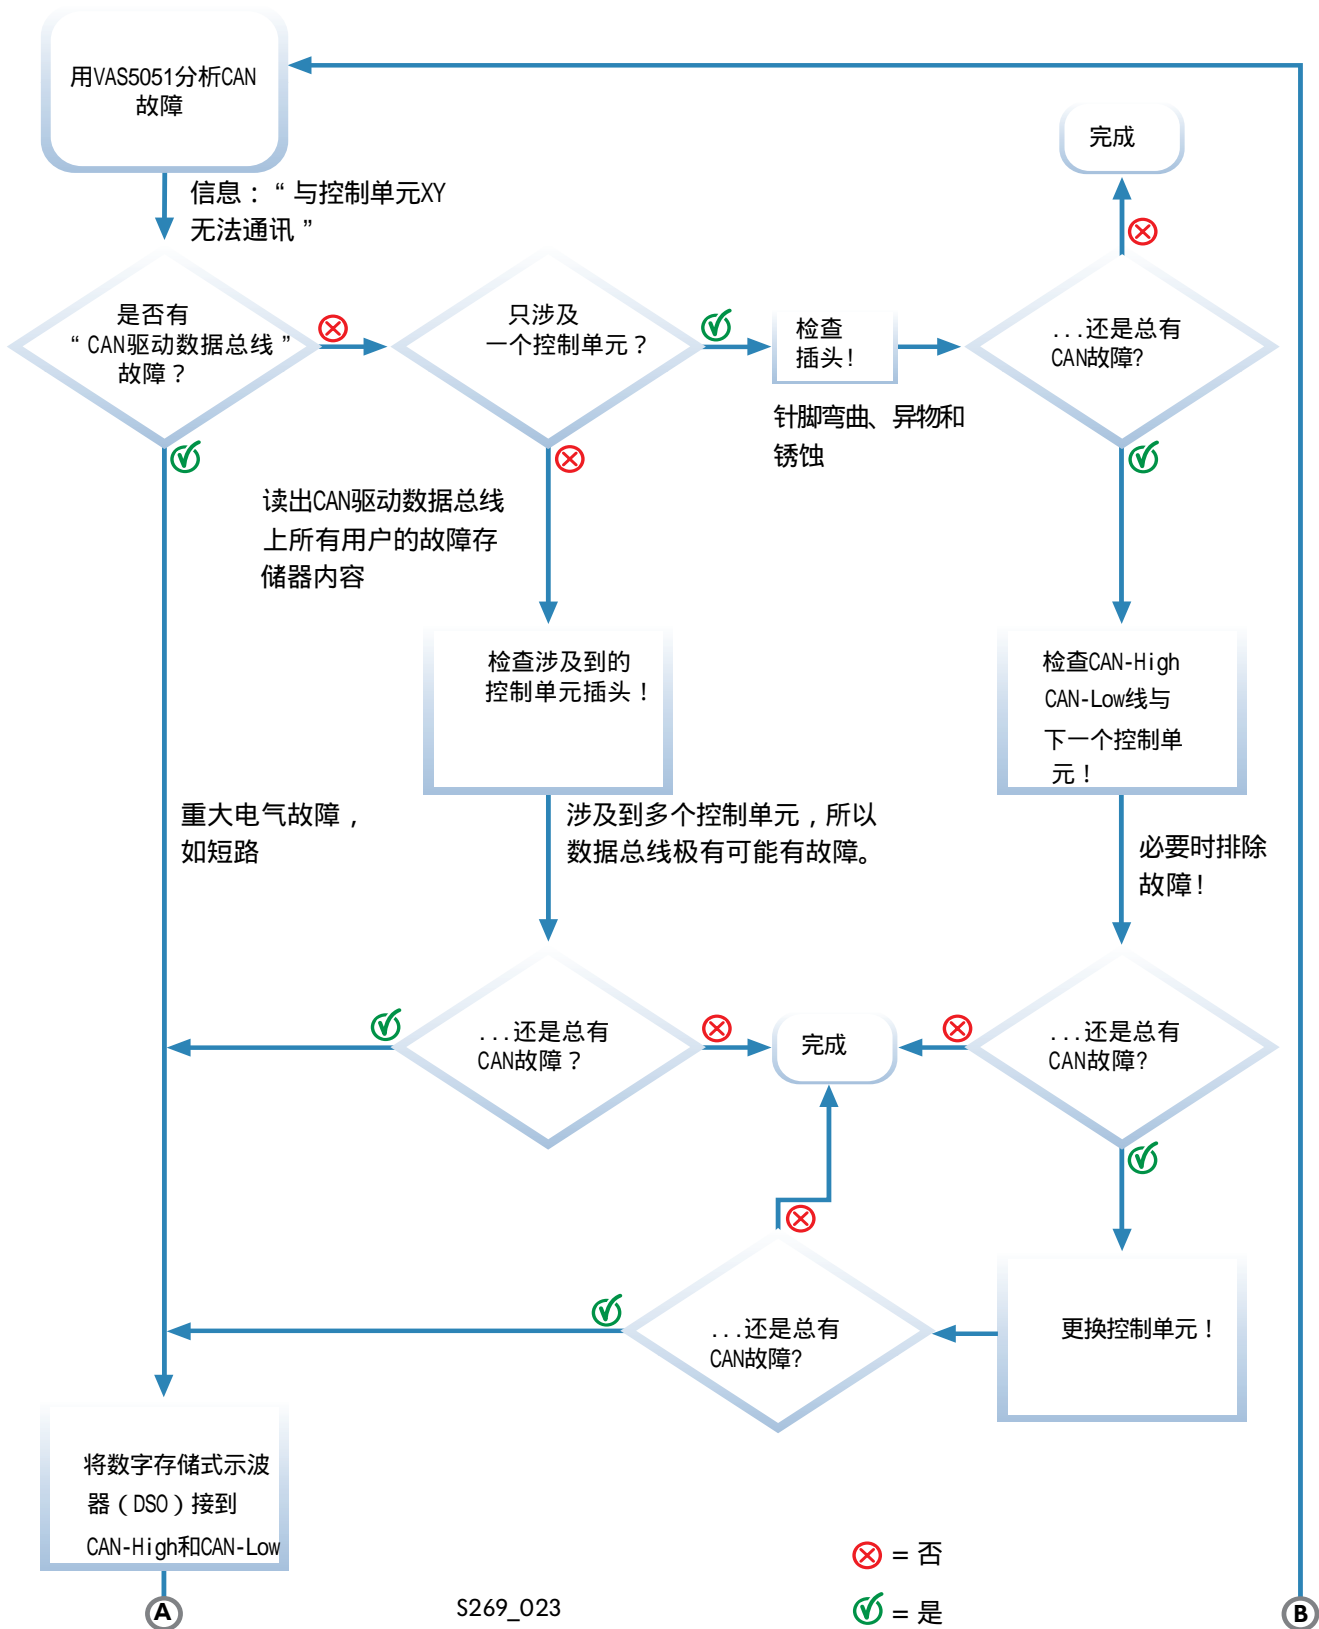 用VAS5051分析CAN
故障
完成
信息：“与控制单元XY
无法通讯”
是否有
“CAN驱动数据总线”
故障？
只涉及
一个控制单元？
检查
插头！
...还是总有
CAN故障?
针脚弯曲、异物和
锈蚀
读出CAN驱动数据总线
上所有用户的故障存
储器内容
检查涉及到的
控制单元插头！
检查CAN-High
CAN-Low线与
下一个控制单
元！
重大电气故障，
如短路
涉及到多个控制单元，所以
数据总线极有可能有故障。
必要时排除
故障！
...还是总有
CAN故障？
完成
...还是总有
CAN故障?
...还是总有
CAN故障?
更换控制单元！
将数字存储式示波
器（DSO）接到
CAN-High和CAN-Low
= 否
= 是
A
S269_023
B